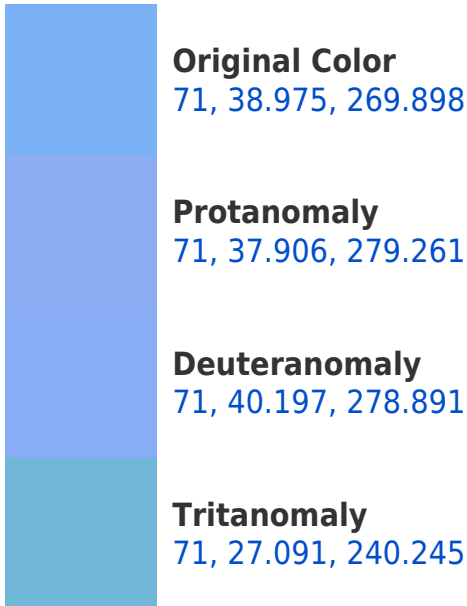 Original Color
71, 38.975, 269.898
Protanomaly
71, 37.906, 279.261
Deuteranomaly
71, 40.197, 278.891
Tritanomaly
71, 27.091, 240.245